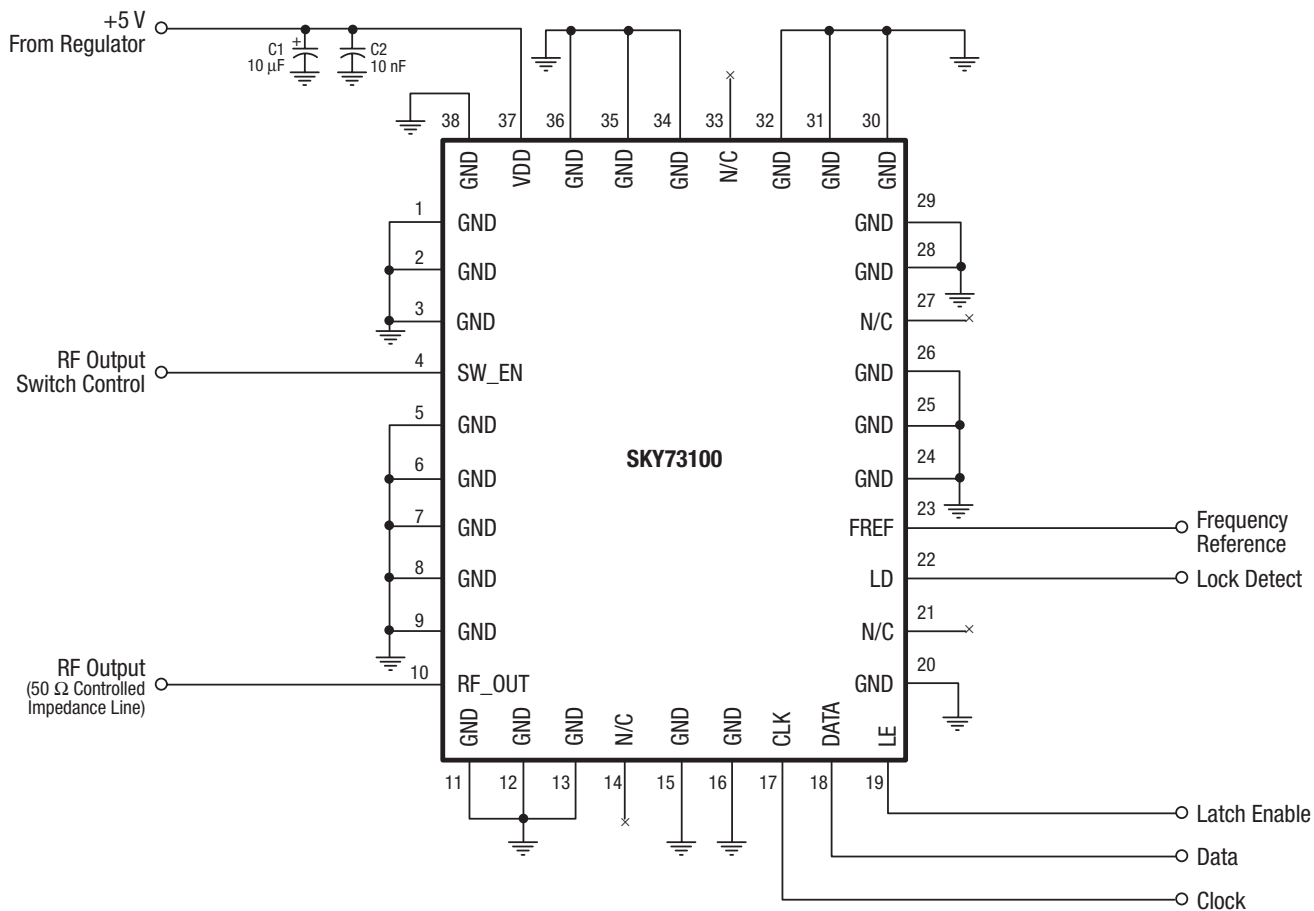 +5 V
From Regulator
C1
+
10 μF
C2
10 nF
38
37
36
35
34
33
32
31
30
GND
VDD
GND
GND
GND
N/C
GND
GND
GND
1
GND
2
GND
3
GND
RF Output
Switch Control
4
SW_EN
5
GND
6
GND
7
GND
8
GND
9
GND
RF Output
(50 Ω Controlled
Impedance Line)
10
RF_OUT
SKY73100
29
GND
28
GND
27
N/C
26
GND
25
GND
24
GND
23
FREF
Frequency
Reference
22
LD
Lock Detect
21
N/C
20
GND
GND
GND
GND
N/C
GND
GND
CLK
DATA
LE
11
12
13
14
15
16
17
18
19
Latch Enable
Data
Clock